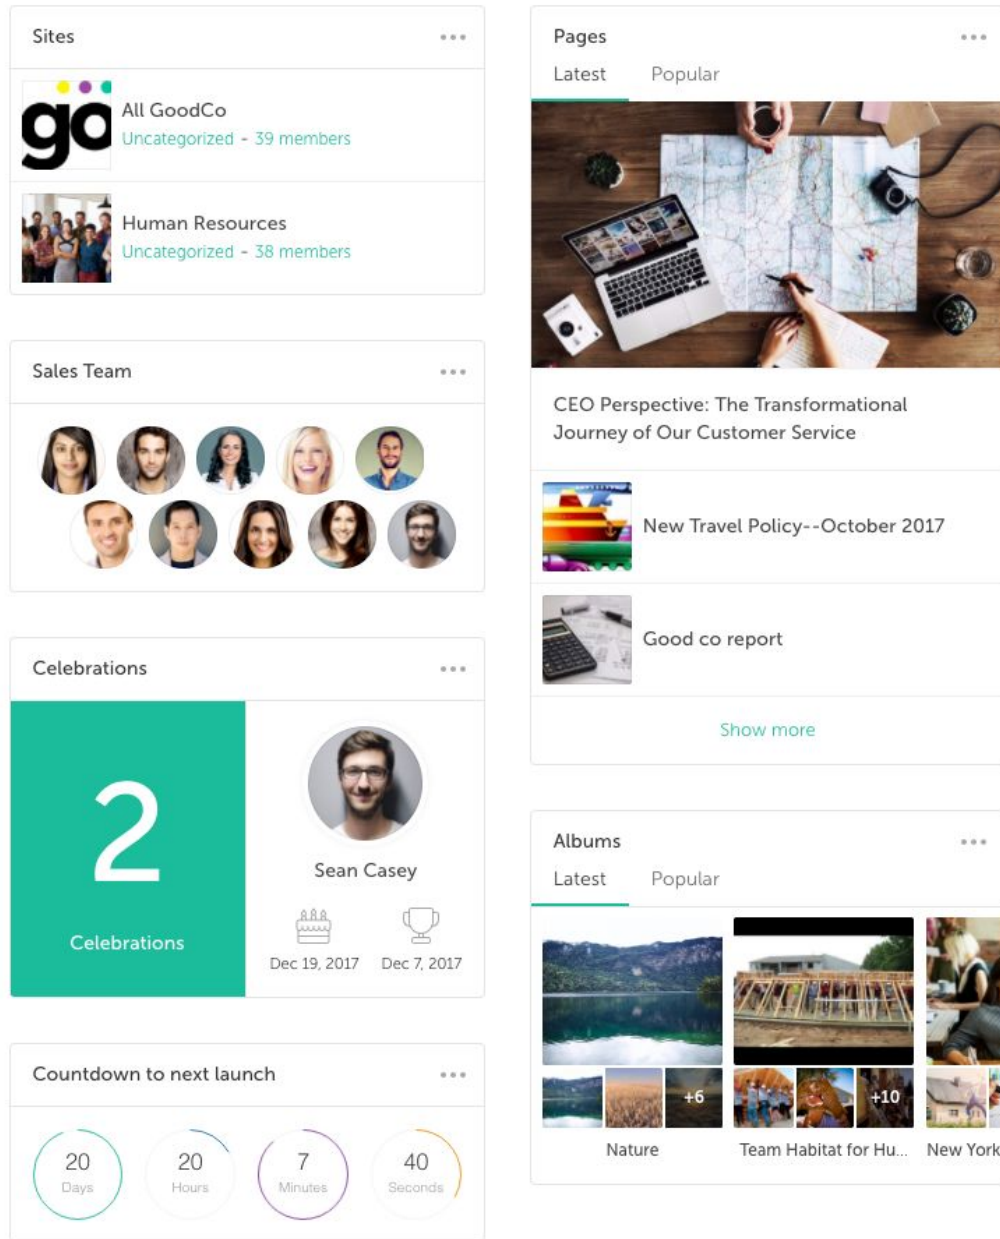 Sites
go
All GoodCo
Uncategorized - 39 members
Human Resources
Uncategorized - 38 members
Sales Team
Celebrations
2
Celebrations
Sean Casey
Dec 19, 2017 Dec 7, 2017
Countdown to next launch
20 20 7 40
Days Hours Minutes Seconds
Pages
Latest Popular
CEO Perspective: The Transformational
Journey of Our Customer Service
New Travel Policy--October 2017
Good co report
Show more
Albums
Latest Popular
+6 +10
Nature Team Habitat for Hu... New York